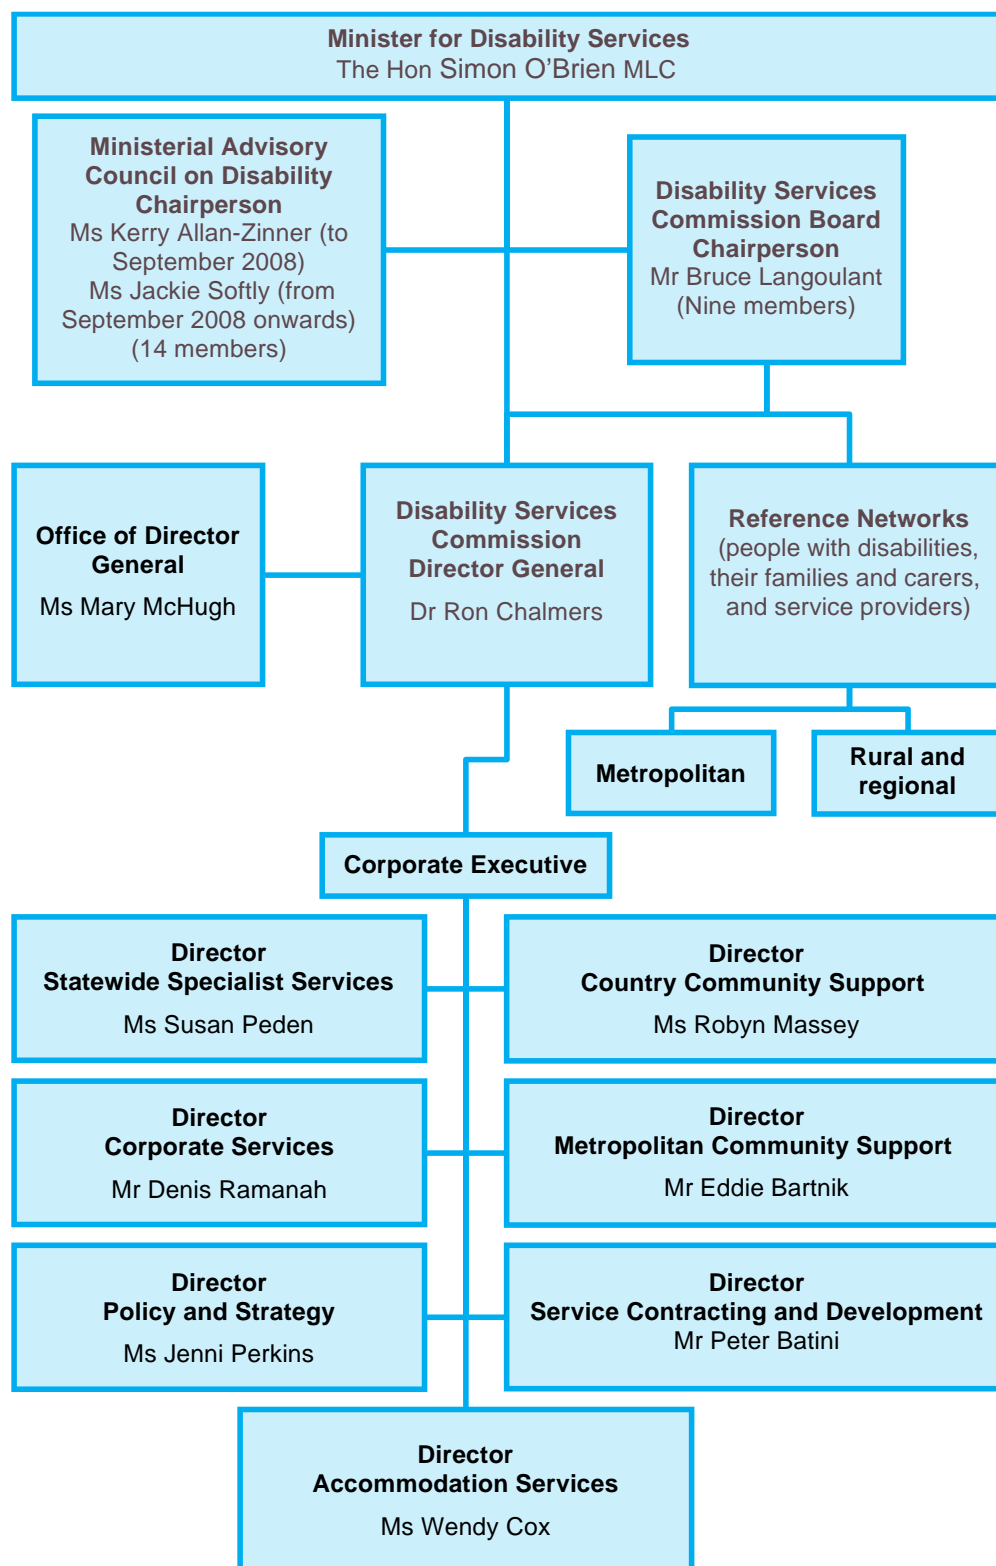 Minister for Disability Services
The Hon Simon O’Brien MLC
Ministerial Advisory
Council on Disability
Chairperson
Ms Kerry Allan-Zinner (to
September 2008)
Ms Jackie Softly (from
September 2008 onwards)
(14 members)
Disability Services
Commission Board
Chairperson
Mr Bruce Langoulant
(Nine members)
Office of Director
General
Ms Mary McHugh
Disability Services
Commission
Director General
Dr Ron Chalmers
Reference Networks
(people with disabilities,
their families and carers,
and service providers)
Metropolitan
Rural and
regional
Corporate Executive
Director
Statewide Specialist Services
Ms Susan Peden
Director
Country Community Support
Ms Robyn Massey
Director
Corporate Services
Mr Denis Ramanah
Director
Metropolitan Community Support
Mr Eddie Bartnik
Director
Policy and Strategy
Ms Jenni Perkins
Director
Service Contracting and Development
Mr Peter Batini
Director
Accommodation Services
Ms Wendy Cox